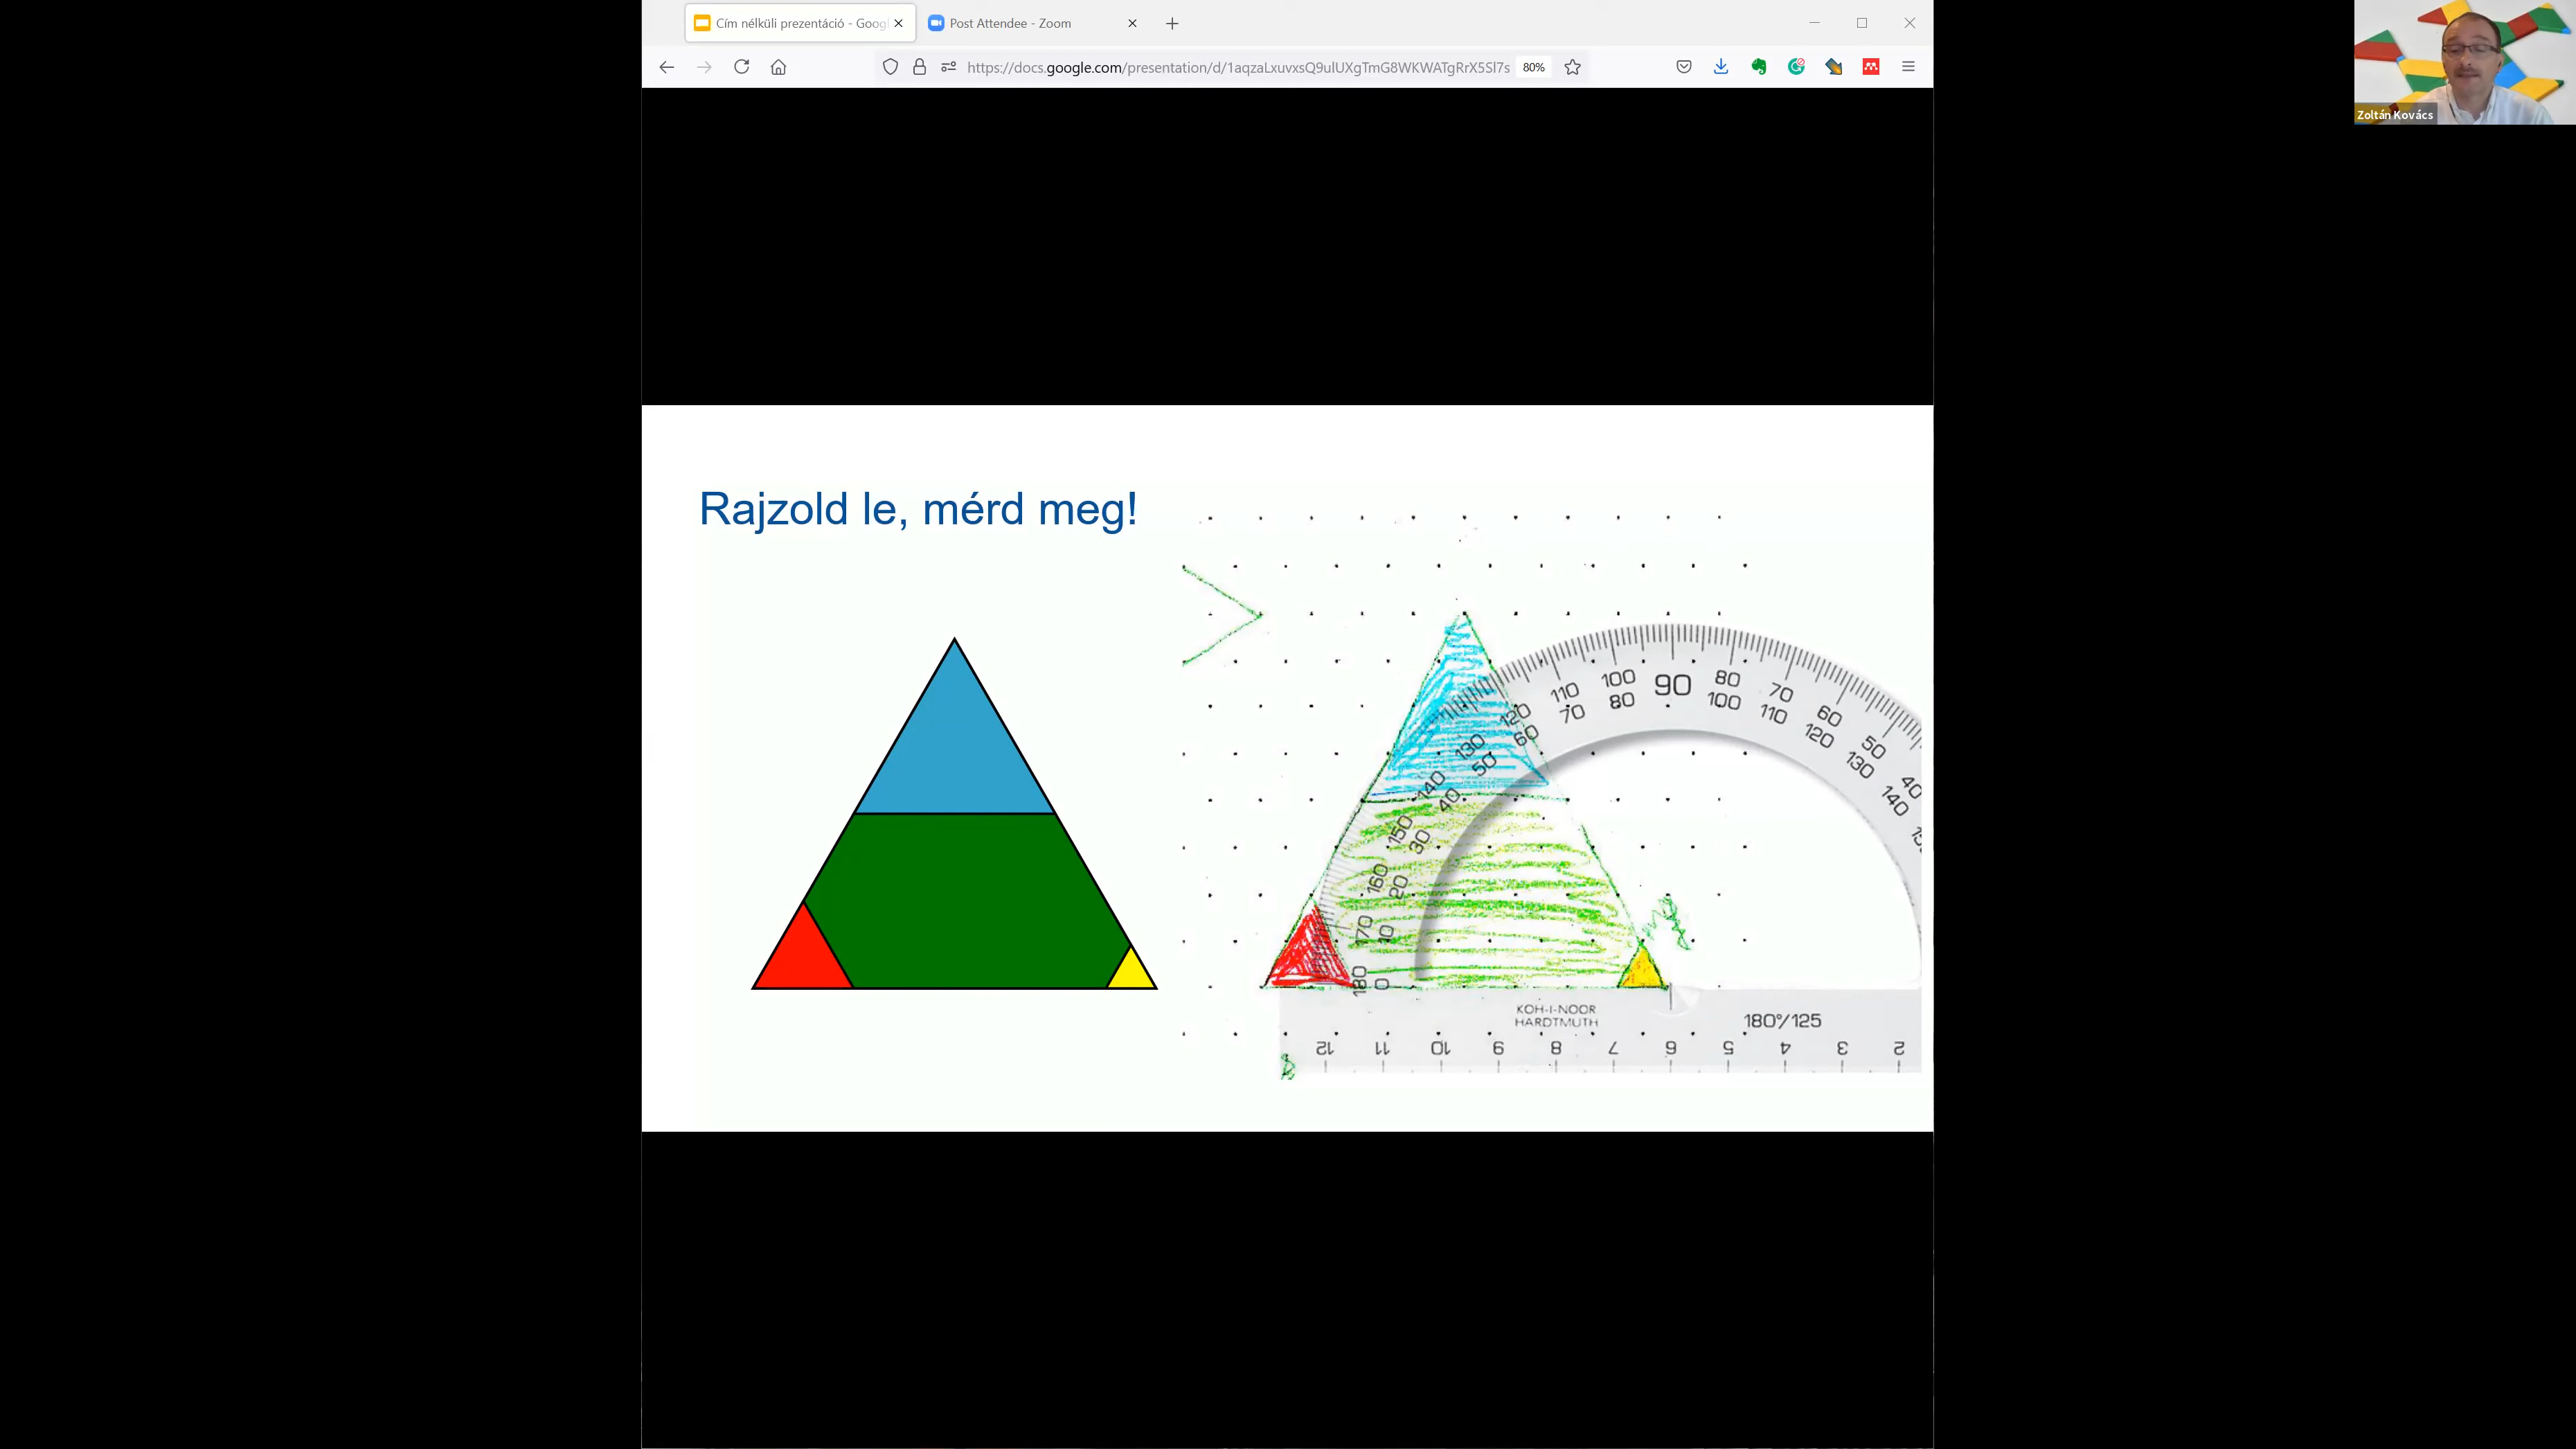 Cím nélküli prezentáció - Goog
Post Attendee - Zoom
https://docs.google.com/presentation/d/1aqzaLxuvxsQ9ulUXgTmG8WKWATgRrX5Sl7s
80%
Zoltán Kovács
Rajzold le, mérd meg!
180 170 160 150 140 130 120 110 100 90 80 70 60 50 40
0 10 20 30 40 50 60 70 80 100 110 120 130 140
KOH-I-NOOR
HARDTMUTH
180°/125
12 11 10 9 8 7 6 5 4 3 2